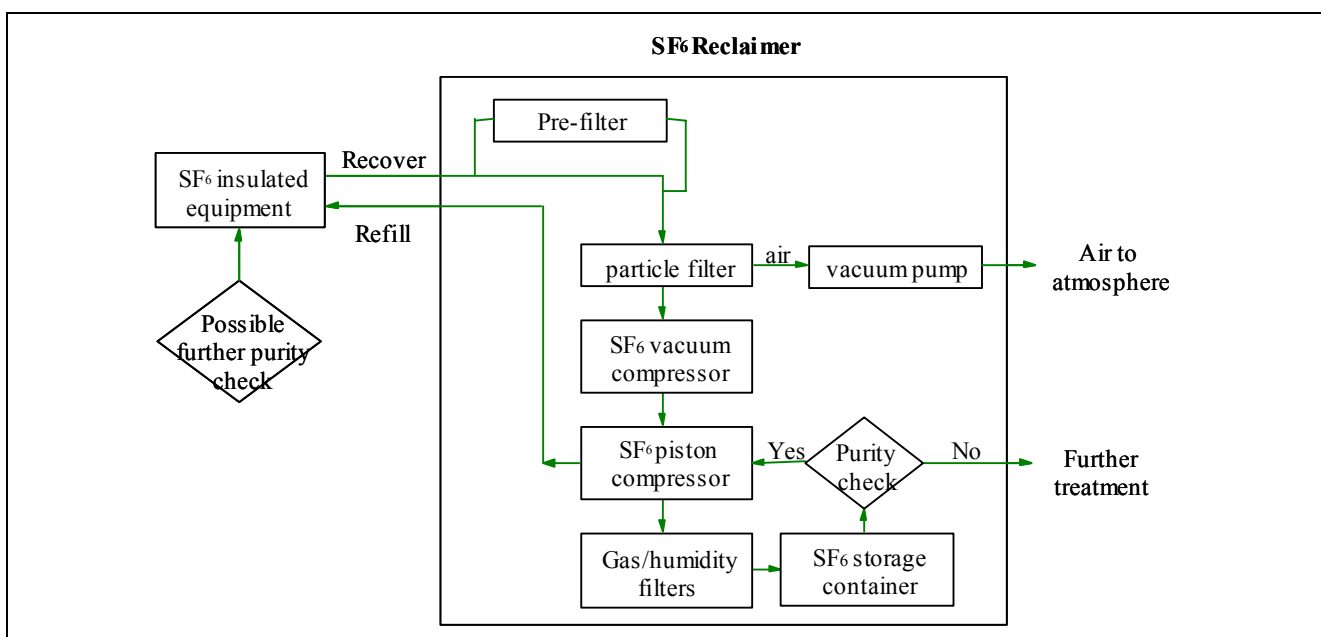 SF6 Reclaimer
Pre-filter
Recover
SF6 insulated
equipment
Refill
particle filter
air
vacuum pump
Air to
atmosphere
Possible
further purity
check
SF6 vacuum
compressor
SF6 piston
compressor
Yes
Purity
check
No
Further
treatment
Gas/humidity
filters
SF6 storage
container